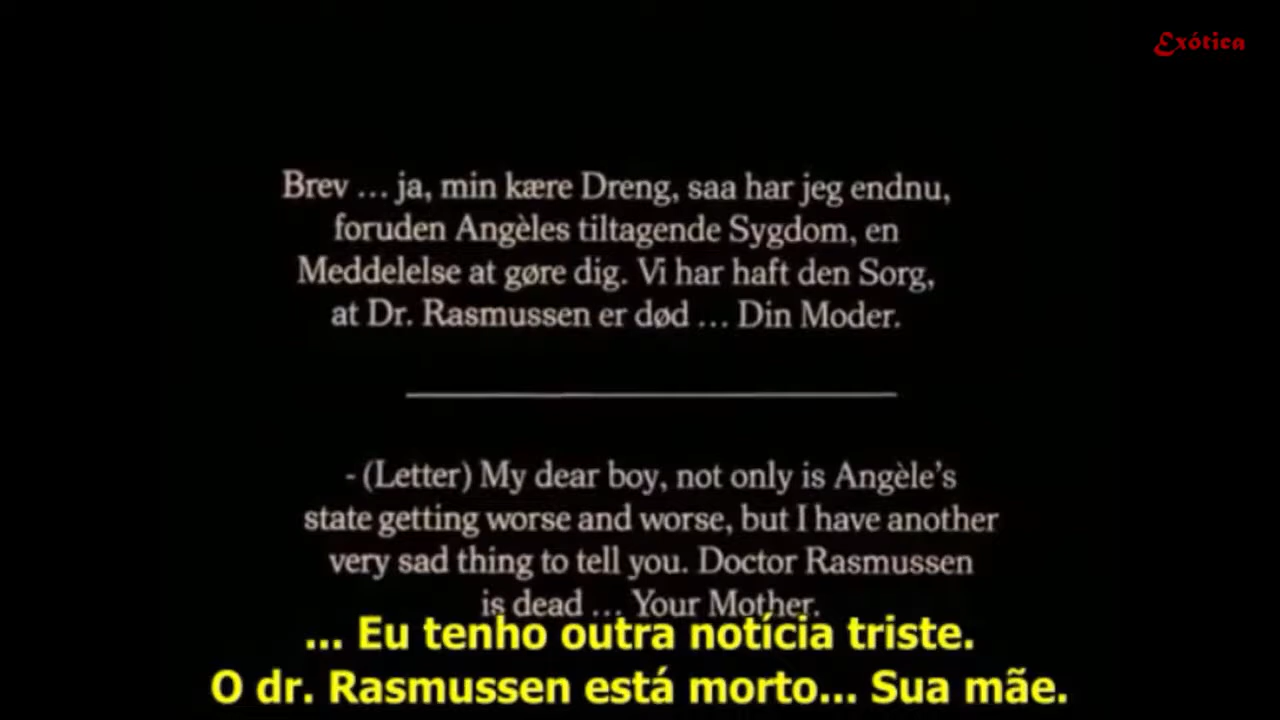 Exótica
Brev ... ja, min kære Dreng, saa har jeg endnu,
foruden Angèles tiltagende Sygdom, en
Meddelelse at gøre dig. Vi har haft den Sorg,
at Dr. Rasmussen er død ... Din Moder.
- (Letter) My dear boy, not only is Angèle's
state getting worse and worse, but I have another
very sad thing to tell you. Doctor Rasmussen
is dead ... Your Mother.
... Eu tenho outra notícia triste.
O dr. Rasmussen está morto... Sua mãe.